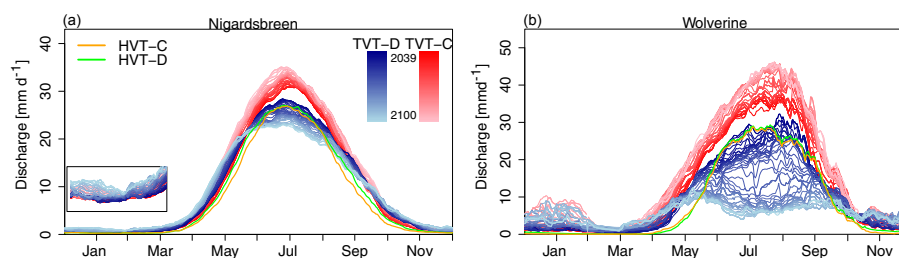 (a) Nigardsbreen
HVT−C
HVT−D
TVT−D TVT−C
2039
2100
Discharge [mm d⁻¹]
0 10 20 30 40
Jan Mar May Jul Sep Nov
(b) Wolverine
Discharge [mmd⁻¹]
0 10 20 30 40 50
Jan Mar May Jul Sep Nov